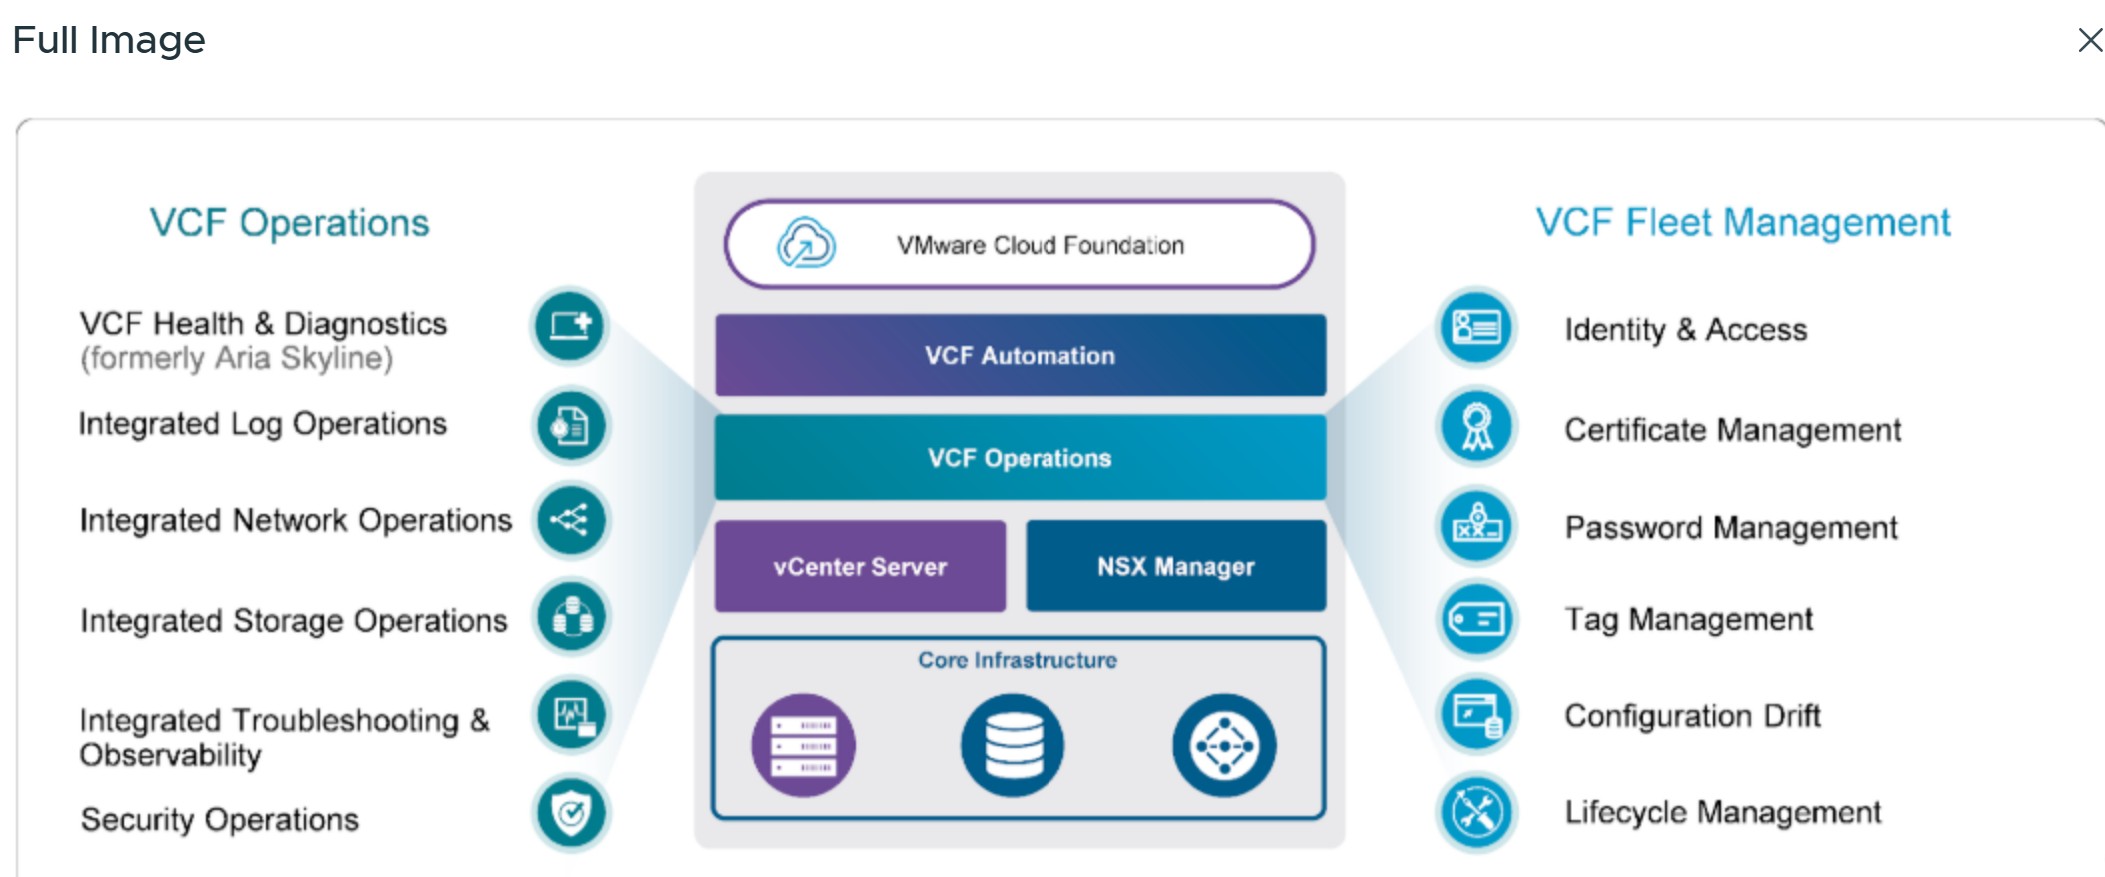 Full Image
VCF Operations
VCF Health & Diagnostics
(formerly Aria Skyline)
Integrated Log Operations
Integrated Network Operations
Integrated Storage Operations
Integrated Troubleshooting &
Observability
Security Operations
VMware Cloud Foundation
VCF Automation
VCF Operations
vCenter Server
NSX Manager
Core Infrastructure
VCF Fleet Management
Identity & Access
Certificate Management
Password Management
Tag Management
Configuration Drift
Lifecycle Management